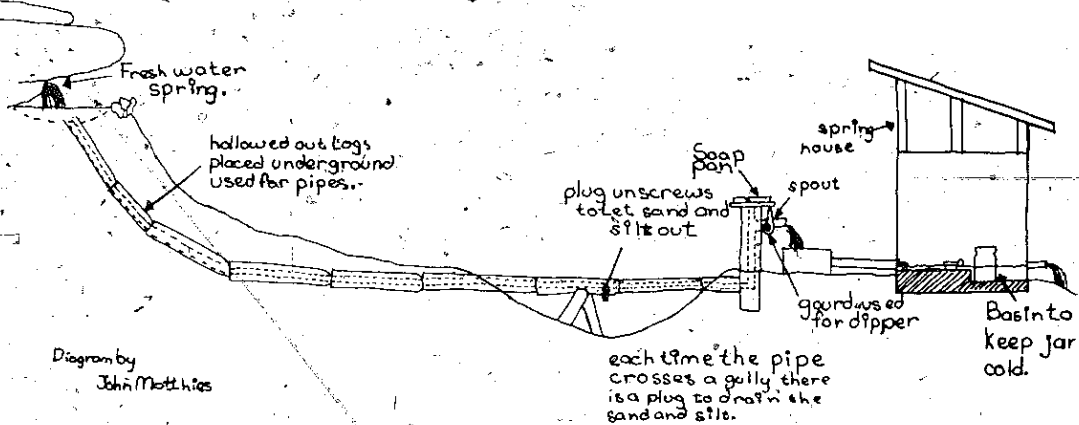 Fresh water
spring.
hollowed out logs
placed underground
used for pipes.
plug unscrews
to let sand and
silt out
Soap
pan
spout
spring
house
gourd used
for dipper
Basin to
keep jar
cold.
each time the pipe
crosses a gully there
is a plug to drain the
sand and silt.
Diagram by
John Matthies